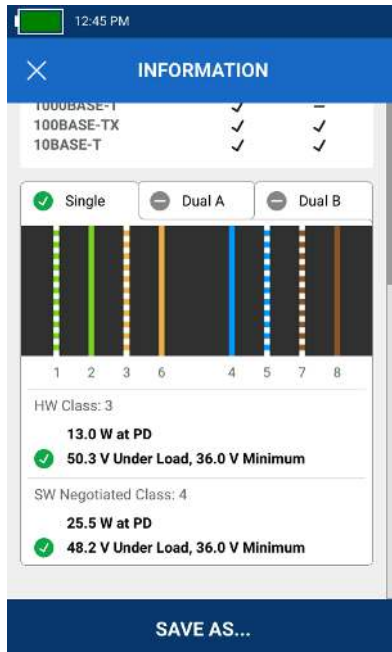 12:45 PM
INFORMATION
1000BASE-T ✓ –
100BASE-TX ✓ ✓
10BASE-T ✓ ✓
Single Dual A Dual B
1 2 3 6 4 5 7 8
HW Class: 3
13.0 W at PD
50.3 V Under Load, 36.0 V Minimum
SW Negotiated Class: 4
25.5 W at PD
48.2 V Under Load, 36.0 V Minimum
SAVE AS...